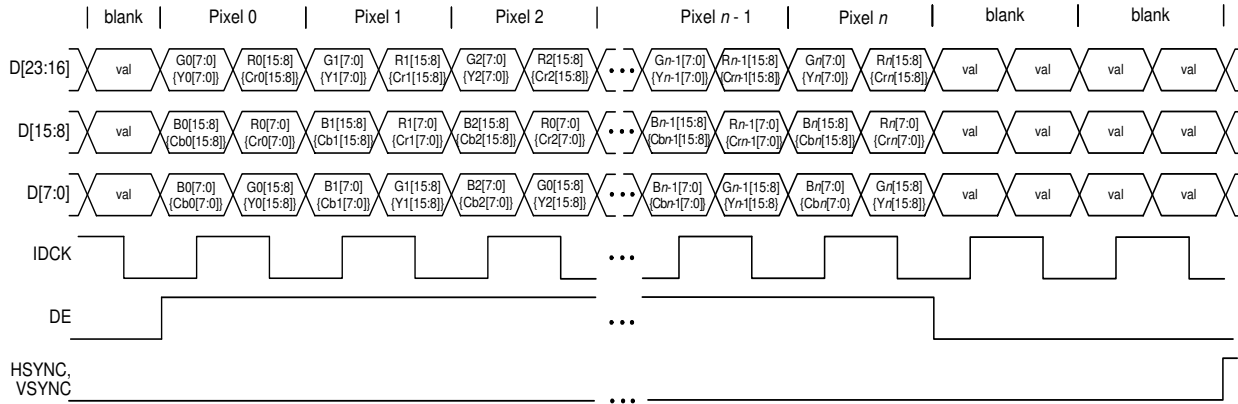 blank Pixel 0 Pixel 1 Pixel 2 Pixel n - 1 Pixel n blank blank
D[23:16] val G0[7:0] R0[15:8] G1[7:0] R1[15:8] G2[7:0] R2[15:8] ••• Gn-1[7:0] Rn-1[15:8] Gn[7:0] Rn[15:8] val val val val
{Y0[7:0]} {Cr0[15:8]} {Y1[7:0]} {Cr1[15:8]} {Y2[7:0]} {Cr2[15:8]} {Yn-1[7:0]} {Crn-1[15:8]} {Yn[7:0]} {Crn[15:8]}
D[15:8] val B0[15:8] R0[7:0] B1[15:8] R1[7:0] B2[15:8] R0[7:0] ••• Bn-1[15:8] Rn-1[7:0] Bn[15:8] Rn[7:0] val val val val
{Cb0[15:8]} {Cr0[7:0]} {Cb1[15:8]} {Cr1[7:0]} {Cb2[15:8]} {Cr2[7:0]} {Cbn-1[15:8]} {Crn-1[7:0]} {Cbn[15:8]} {Crn[7:0]}
D[7:0] val B0[7:0] G0[15:8] B1[7:0] G1[15:8] B2[7:0] G0[15:8] ••• Bn-1[7:0] Gn-1[15:8] Bn[7:0] Gn[15:8] val val val val
{Cb0[7:0]} {Y0[15:8]} {Cb1[7:0]} {Y1[15:8]} {Cb2[7:0]} {Y2[15:8]} {Cbn-1[7:0]} {Yn-1[15:8]} {Cbn[7:0} {Yn[15:8]}
IDCK •••
DE •••
HSYNC,
VSYNC •••